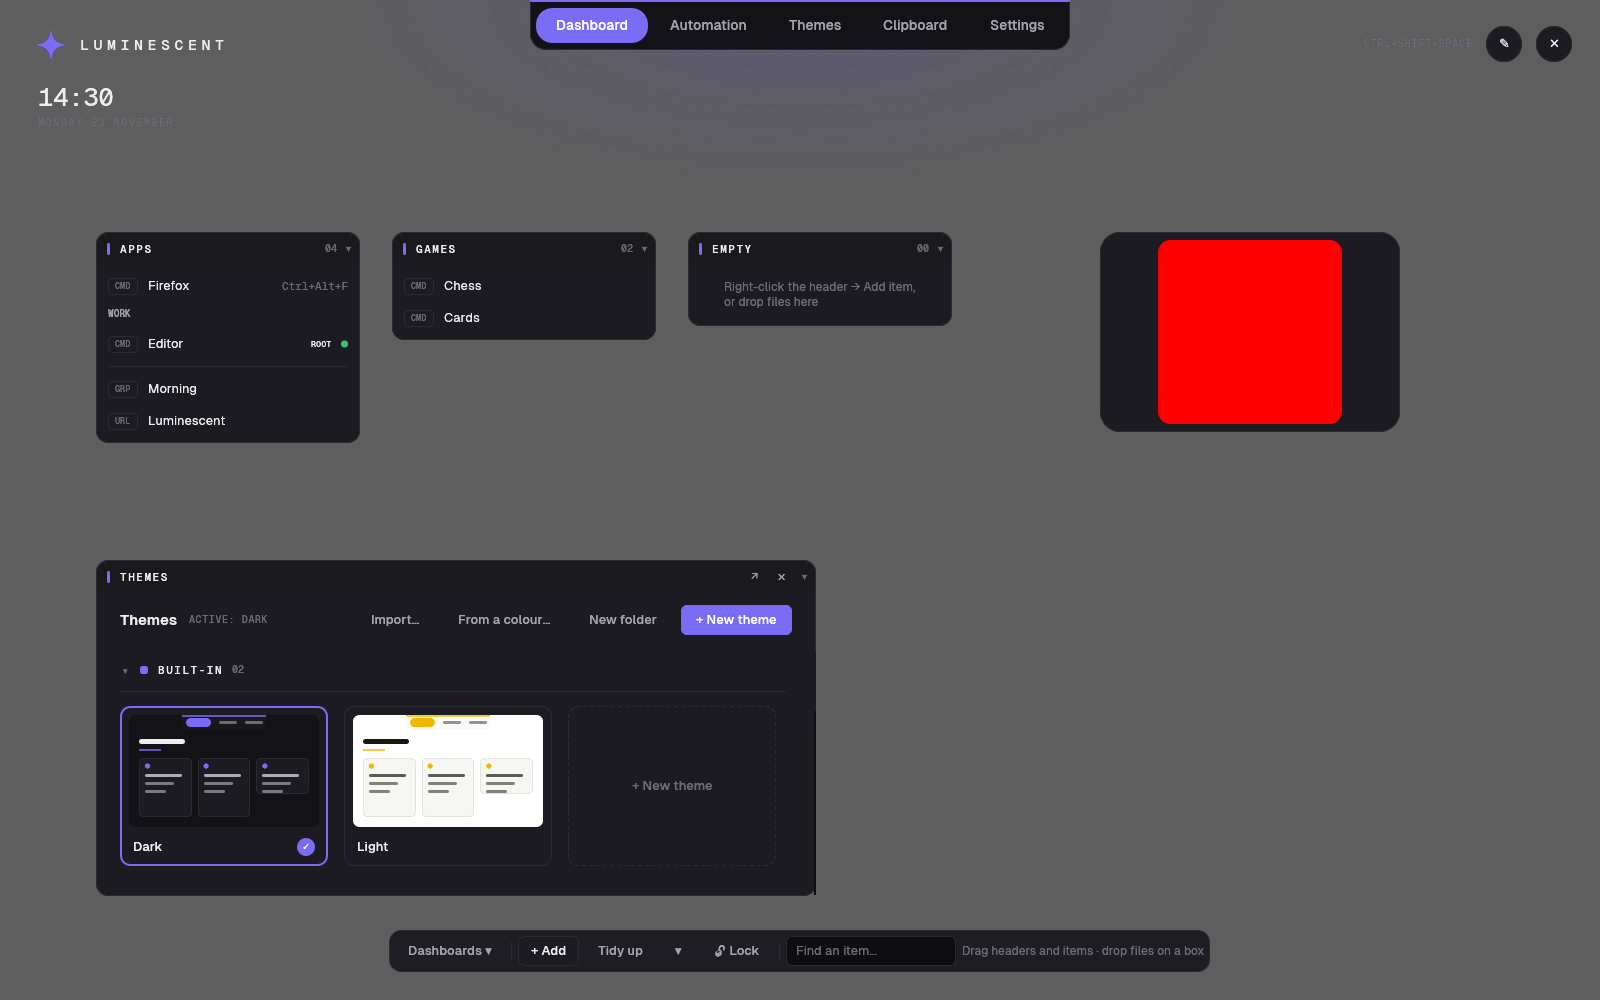 Dashboard Automation Themes Clipboard Settings
LUMINESCENT
CTRL+SHIFT+SPACE
14:30
MONDAY 23 NOVEMBER
APPS 04
CMD Firefox Ctrl+Alt+F
WORK
CMD Editor ROOT
GRP Morning
URL Luminescent
GAMES 02
CMD Chess
CMD Cards
EMPTY 00
Right-click the header → Add item,
or drop files here
THEMES
Themes ACTIVE: DARK Import… From a colour… New folder + New theme
BUILT-IN 02
Dark
Light
+ New theme
Dashboards ▾ + Add Tidy up ▾ Lock Find an item… Drag headers and items · drop files on a box